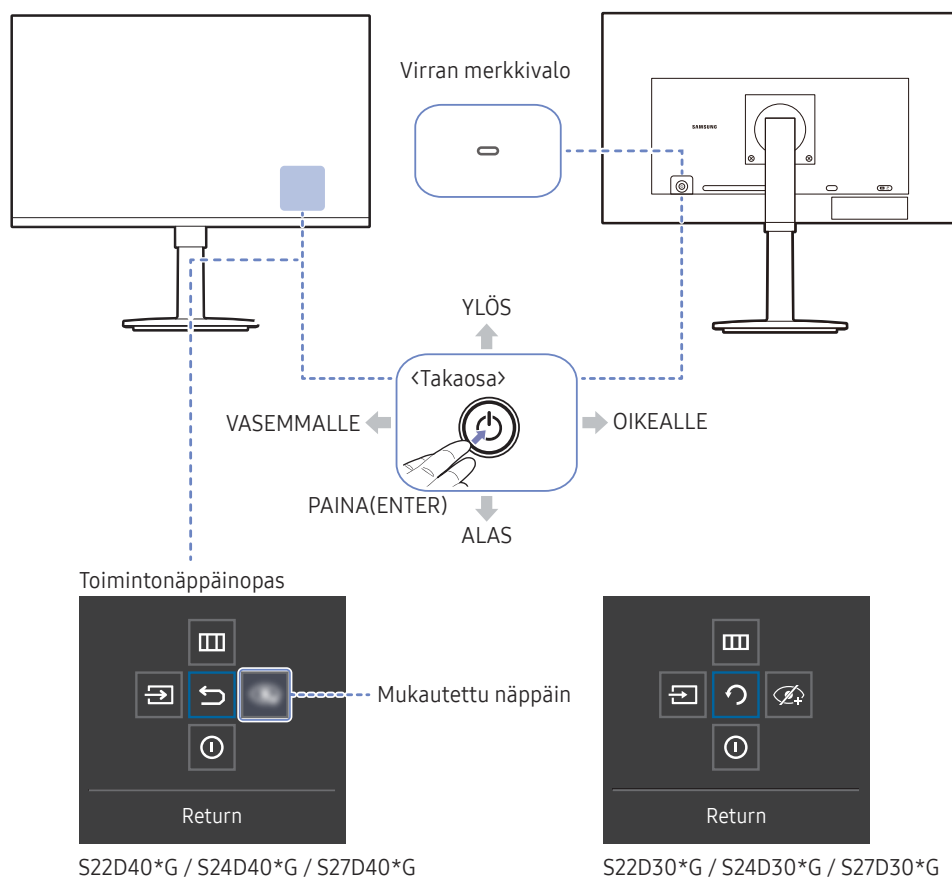 Virran merkkivalo
SAMSUNG
YLÖS
<Takaosa>
VASEMMALLE
OIKEALLE
PAINA(ENTER)
ALAS
Toimintonäppäinopas
Mukautettu näppäin
Return
Return
S22D40*G / S24D40*G / S27D40*G
S22D30*G / S24D30*G / S27D30*G